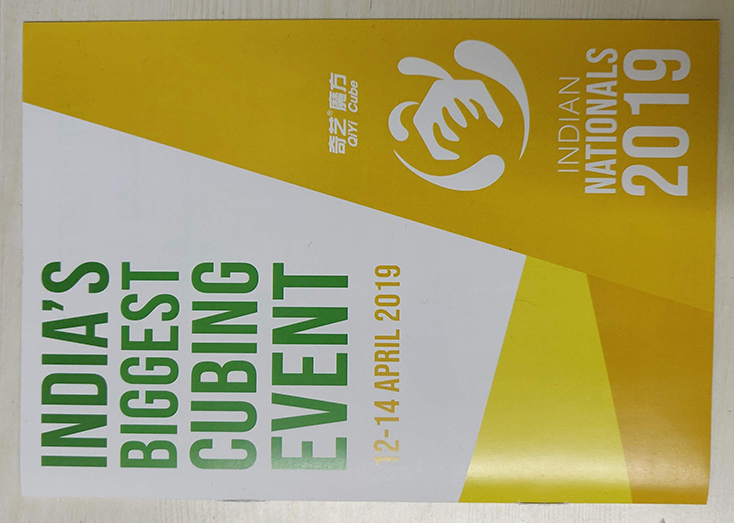 INDIA'S
BIGGEST
CUBING
EVENT
12-14 APRIL 2019
奇艺®魔方
QiYi Cube
INDIAN
NATIONALS
2019